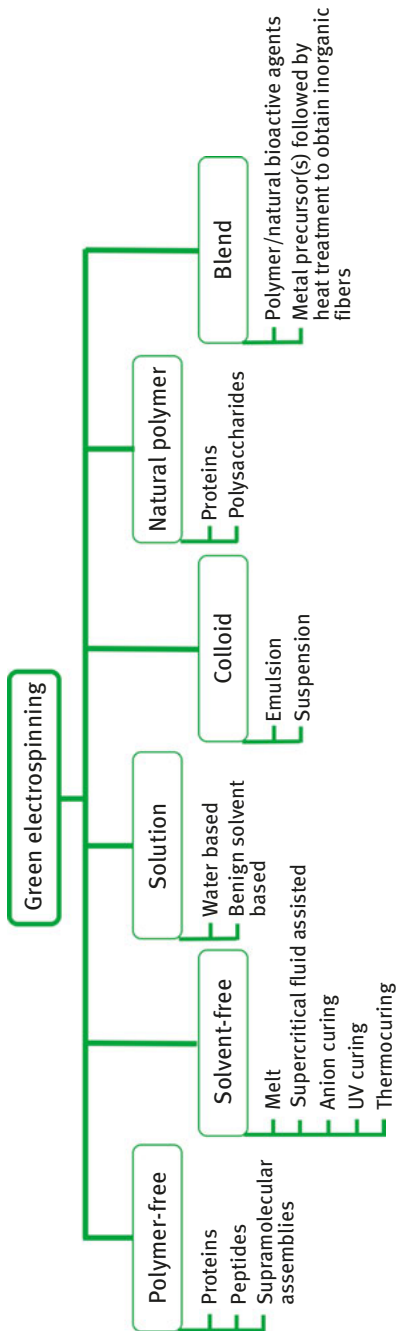 Green electrospinning
Polymer-free
Proteins
Peptides
Supramolecular
assemblies
Solvent-free
Melt
Supercritical fluid assisted
Anion curing
UV curing
Thermocuring
Solution
Water based
Benign solvent
based
Colloid
Emulsion
Suspension
Natural polymer
Proteins
Polysaccharides
Blend
Polymer/natural bioactive agents
Metal precursor(s) followed by
heat treatment to obtain inorganic
fibers